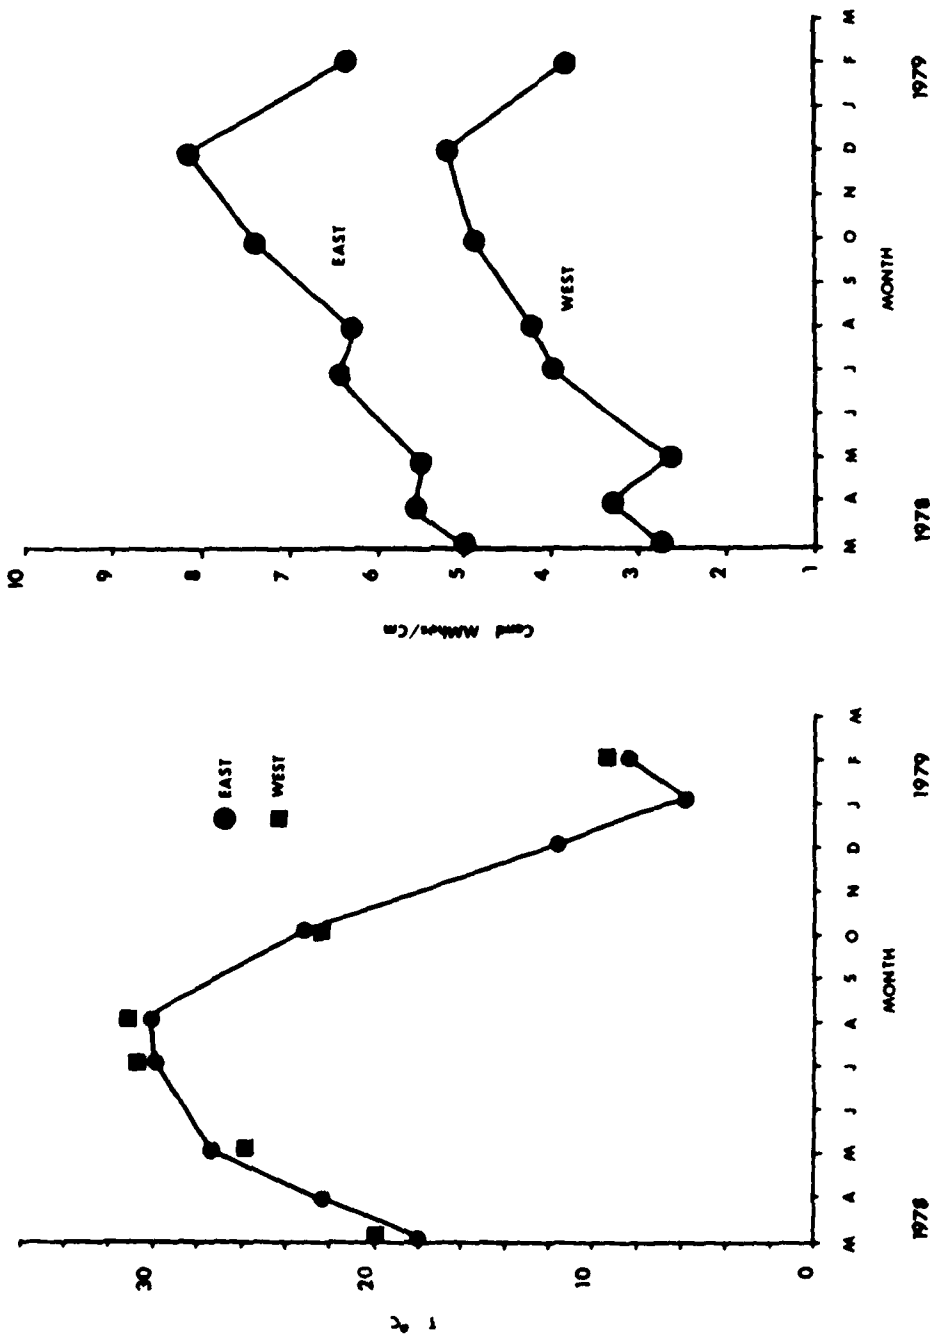 T °C
30
20
10
0
M A M J J A S O N D J F M
1978 MONTH 1979
EAST
WEST
Cond MMhos/Cm
10
9
8
7
6
5
4
3
2
1
M A M J J A S O N D J F M
1978 MONTH 1979
EAST
WEST